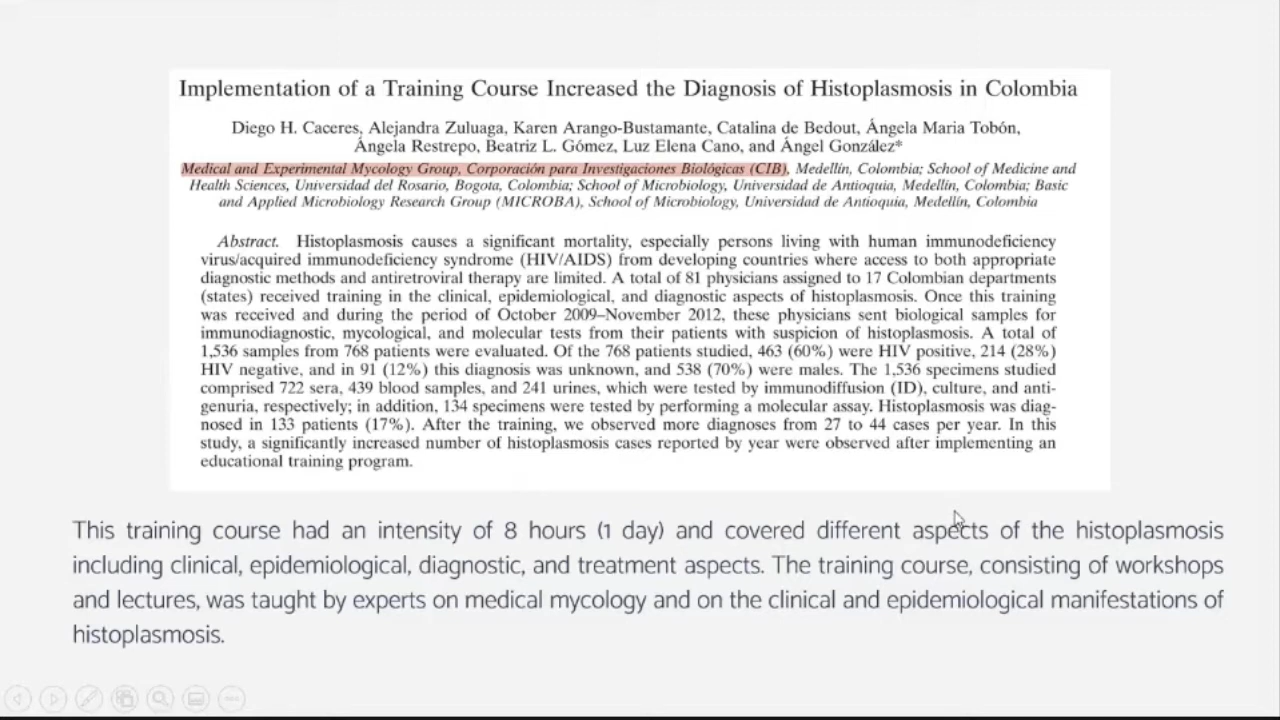 Implementation of a Training Course Increased the Diagnosis of Histoplasmosis in Colombia
Diego H. Caceres, Alejandra Zuluaga, Karen Arango-Bustamante, Catalina de Bedout, Ángela Maria Tobón,
Ángela Restrepo, Beatriz L. Gómez, Luz Elena Cano, and Ángel González*
Medical and Experimental Mycology Group, Corporación para Investigaciones Biológicas (CIB), Medellín, Colombia; School of Medicine and
Health Sciences, Universidad del Rosario, Bogota, Colombia; School of Microbiology, Universidad de Antioquia, Medellín, Colombia; Basic
and Applied Microbiology Research Group (MICROBA), School of Microbiology, Universidad de Antioquia, Medellín, Colombia
Abstract. Histoplasmosis causes a significant mortality, especially persons living with human immunodeficiency
virus/acquired immunodeficiency syndrome (HIV/AIDS) from developing countries where access to both appropriate
diagnostic methods and antiretroviral therapy are limited. A total of 81 physicians assigned to 17 Colombian departments
(states) received training in the clinical, epidemiological, and diagnostic aspects of histoplasmosis. Once this training
was received and during the period of October 2009–November 2012, these physicians sent biological samples for
immunodiagnostic, mycological, and molecular tests from their patients with suspicion of histoplasmosis. A total of
1,536 samples from 768 patients were evaluated. Of the 768 patients studied, 463 (60%) were HIV positive, 214 (28%)
HIV negative, and in 91 (12%) this diagnosis was unknown, and 538 (70%) were males. The 1,536 specimens studied
comprised 722 sera, 439 blood samples, and 241 urines, which were tested by immunodiffusion (ID), culture, and anti-
genuria, respectively; in addition, 134 specimens were tested by performing a molecular assay. Histoplasmosis was diag-
nosed in 133 patients (17%). After the training, we observed more diagnoses from 27 to 44 cases per year. In this
study, a significantly increased number of histoplasmosis cases reported by year were observed after implementing an
educational training program.
This training course had an intensity of 8 hours (1 day) and covered different aspects of the histoplasmosis
including clinical, epidemiological, diagnostic, and treatment aspects. The training course, consisting of workshops
and lectures, was taught by experts on medical mycology and on the clinical and epidemiological manifestations of
histoplasmosis.